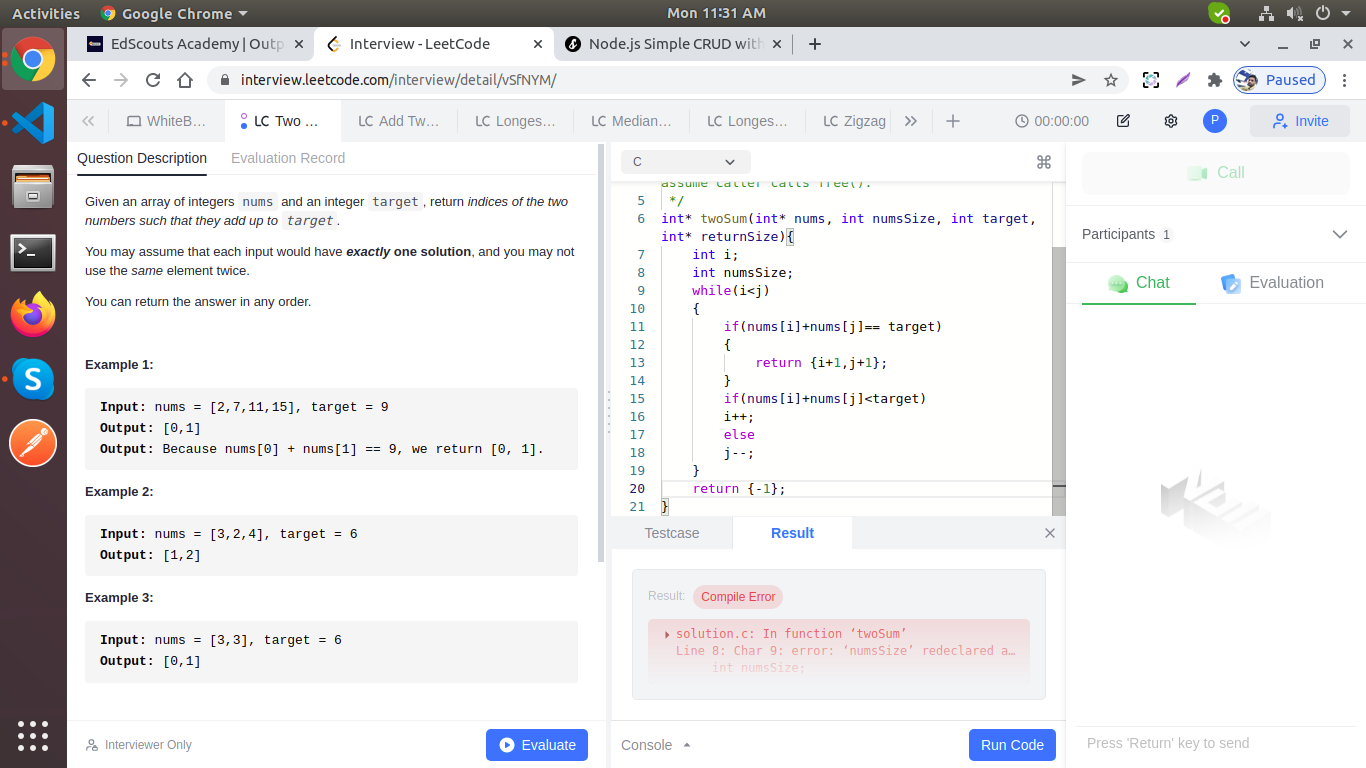 Activities
Google Chrome
Mon 11:31 AM
EdScouts Academy | Outp
Interview - LeetCode
Node.js Simple CRUD with
interview.leetcode.com/interview/detail/vSfNYM/
Paused
WhiteB…
LC Two …
LC Add Tw…
LC Longes…
LC Median…
LC Longes…
LC Zigzag
00:00:00
P
Invite
Question Description
Evaluation Record
Given an array of integers nums and an integer target, return indices of the two
numbers such that they add up to target.
You may assume that each input would have exactly one solution, and you may not
use the same element twice.
You can return the answer in any order.
Example 1:
Input: nums = [2,7,11,15], target = 9
Output: [0,1]
Output: Because nums[0] + nums[1] == 9, we return [0, 1].
Example 2:
Input: nums = [3,2,4], target = 6
Output: [1,2]
Example 3:
Input: nums = [3,3], target = 6
Output: [0,1]
Interviewer Only
Evaluate
C
assume caller calls free().
5 */
6 int* twoSum(int* nums, int numsSize, int target,
int* returnSize){
7 int i;
8 int numsSize;
9 while(i<j)
10 {
11 if(nums[i]+nums[j]== target)
12 {
13 return {i+1,j+1};
14 }
15 if(nums[i]+nums[j]<target)
16 i++;
17 else
18 j--;
19 }
20 return {-1};
21 }
Testcase
Result
Result: Compile Error
solution.c: In function ‘twoSum’
Line 8: Char 9: error: ‘numsSize’ redeclared a…
int numsSize;
Console
Run Code
Call
Participants 1
Chat
Evaluation
Press 'Return' key to send